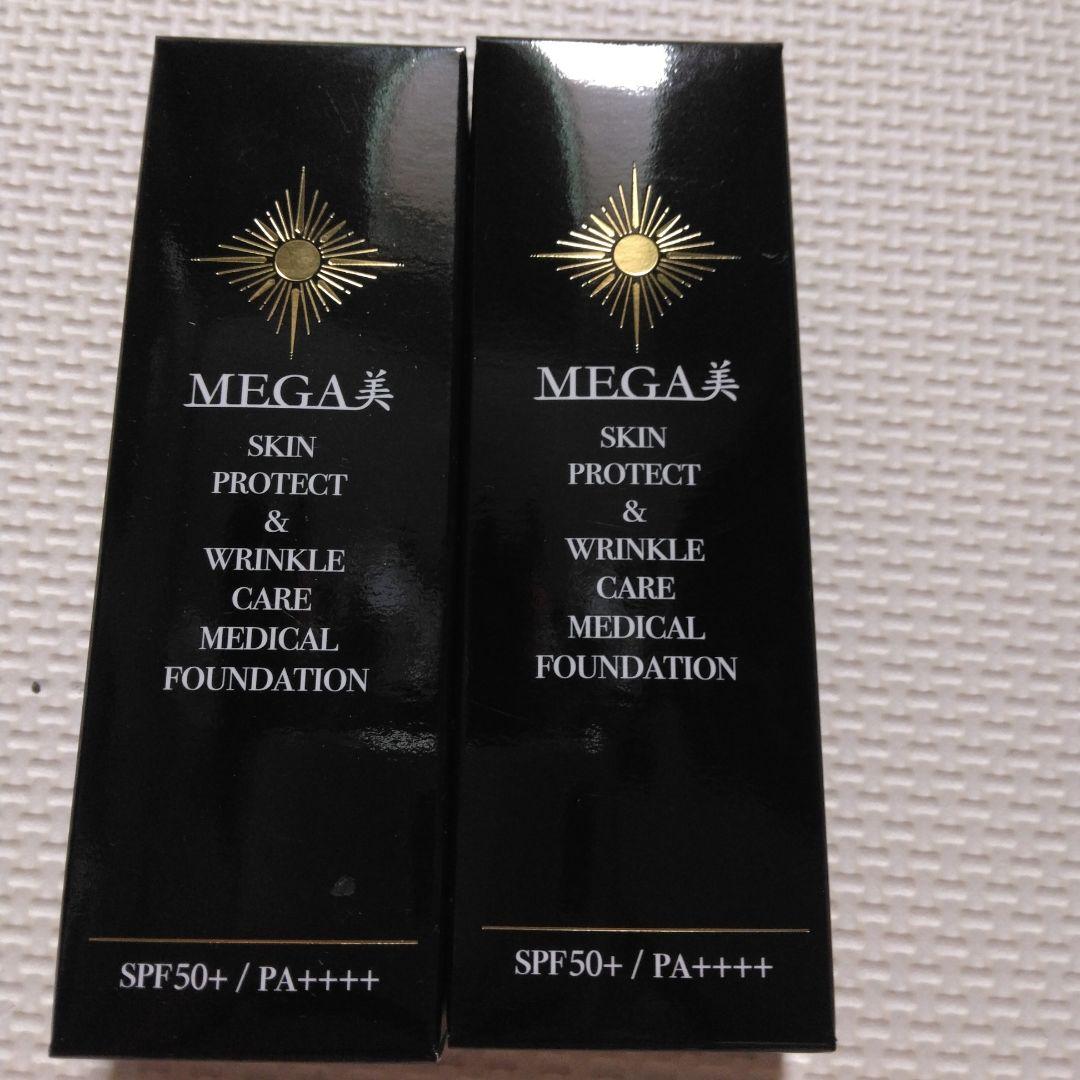 MEGA美
SKIN
PROTECT
&
WRINKLE
CARE
MEDICAL
FOUNDATION
SPF50+ / PA++++
MEGA美
SKIN
PROTECT
&
WRINKLE
CARE
MEDICAL
FOUNDATION
SPF50+ / PA++++